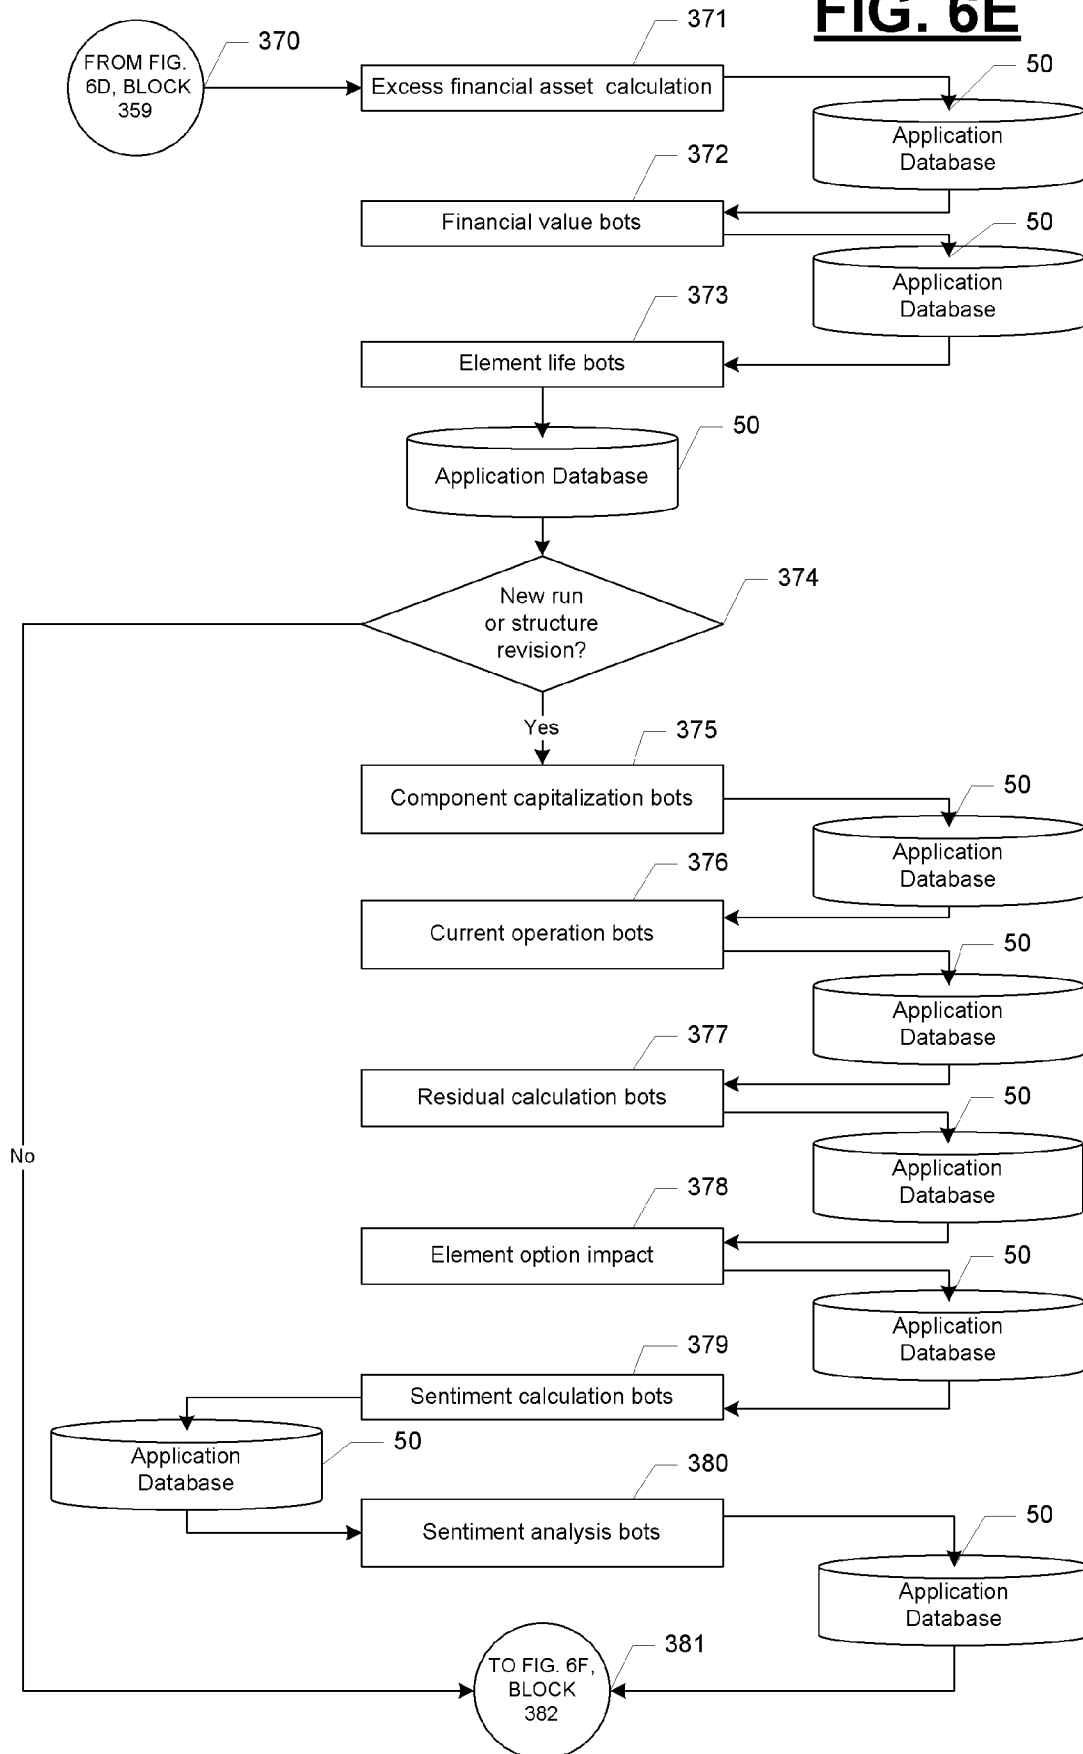 FIG. 6E
371
370
FROM FIG.
6D, BLOCK
359
Excess financial asset calculation
50
Application
Database
372
Financial value bots
50
Application
Database
373
Element life bots
50
Application Database
374
New run
or structure
revision?
Yes
375
Component capitalization bots
50
Application
Database
376
Current operation bots
50
Application
Database
377
Residual calculation bots
50
Application
Database
No
378
Element option impact
50
Application
Database
379
Sentiment calculation bots
50
Application
Database
380
Sentiment analysis bots
50
Application
Database
381
TO FIG. 6F,
BLOCK
382